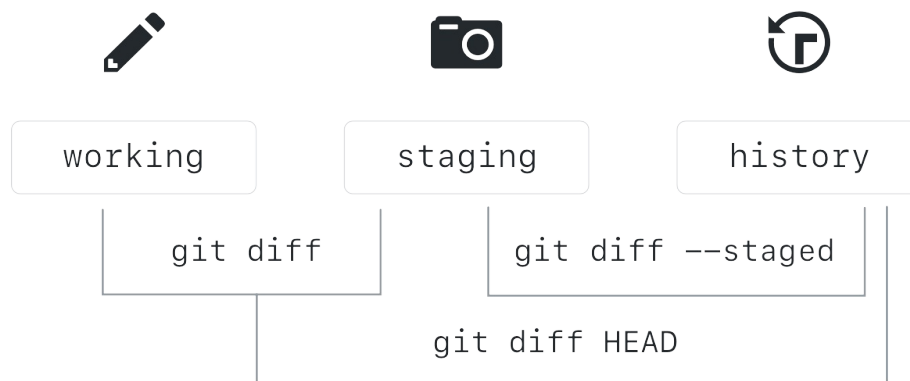 working staging history
git diff git diff --staged
git diff HEAD